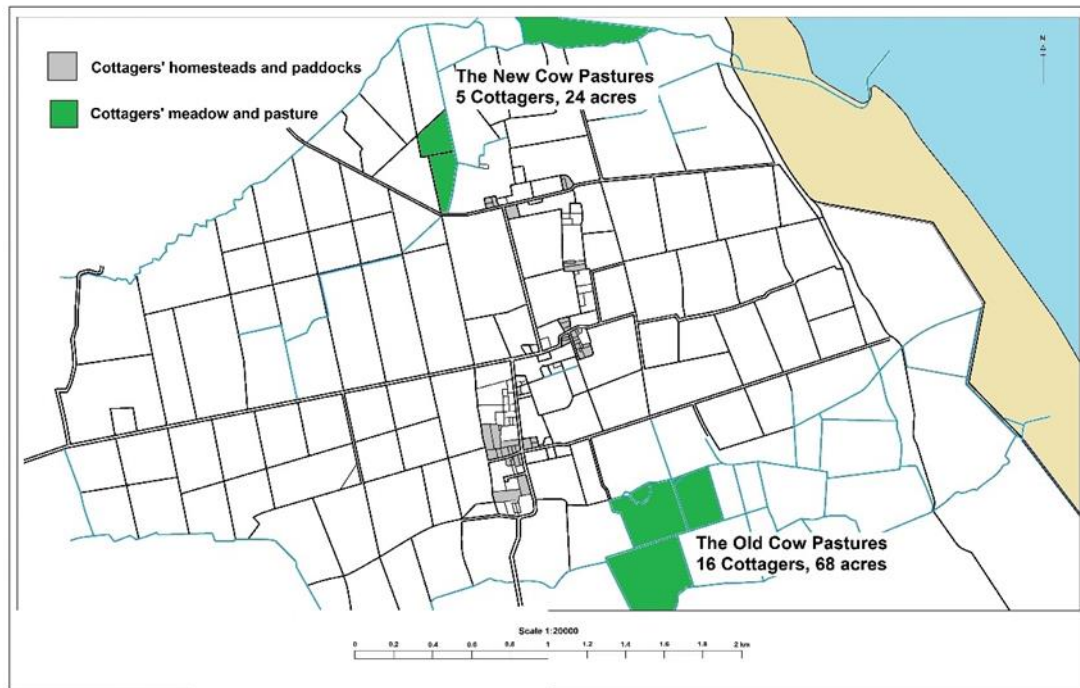 Cottagers' homesteads and paddocks
Cottagers' meadow and pasture
The New Cow Pastures
5 Cottagers, 24 acres
N
The Old Cow Pastures
16 Cottagers, 68 acres
Scale 1:20000
0 0.2 0.4 0.6 0.8 1 1.2 1.4 1.6 1.8 2 km